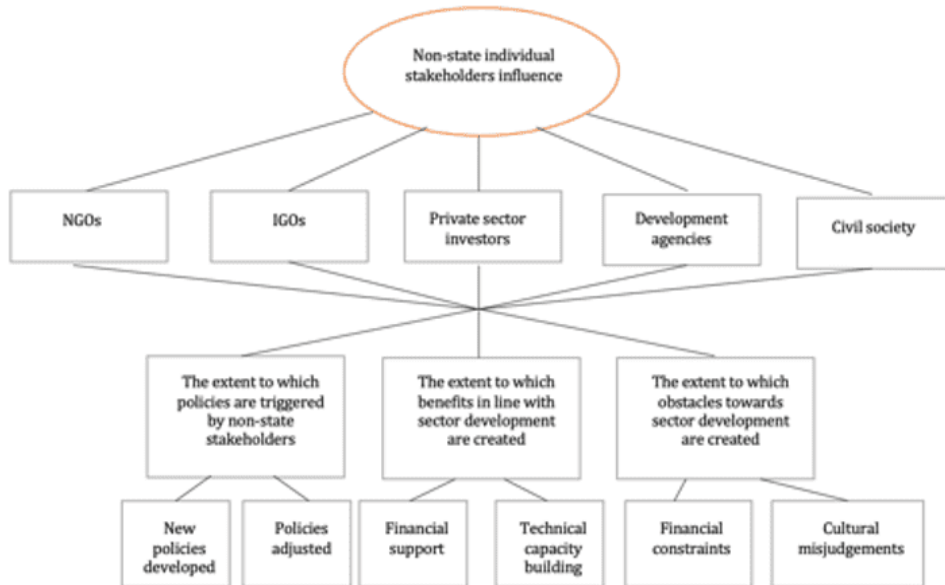 Non-state individual
stakeholders influence
NGOs
IGOs
Private sector
investors
Development
agencies
Civil society
The extent to which
policies are triggered
by non-state
stakeholders
The extent to which
benefits in line with
sector development
are created
The extent to which
obstacles towards
sector development
are created
New
policies
developed
Policies
adjusted
Financial
support
Technical
capacity
building
Financial
constraints
Cultural
misjudgements